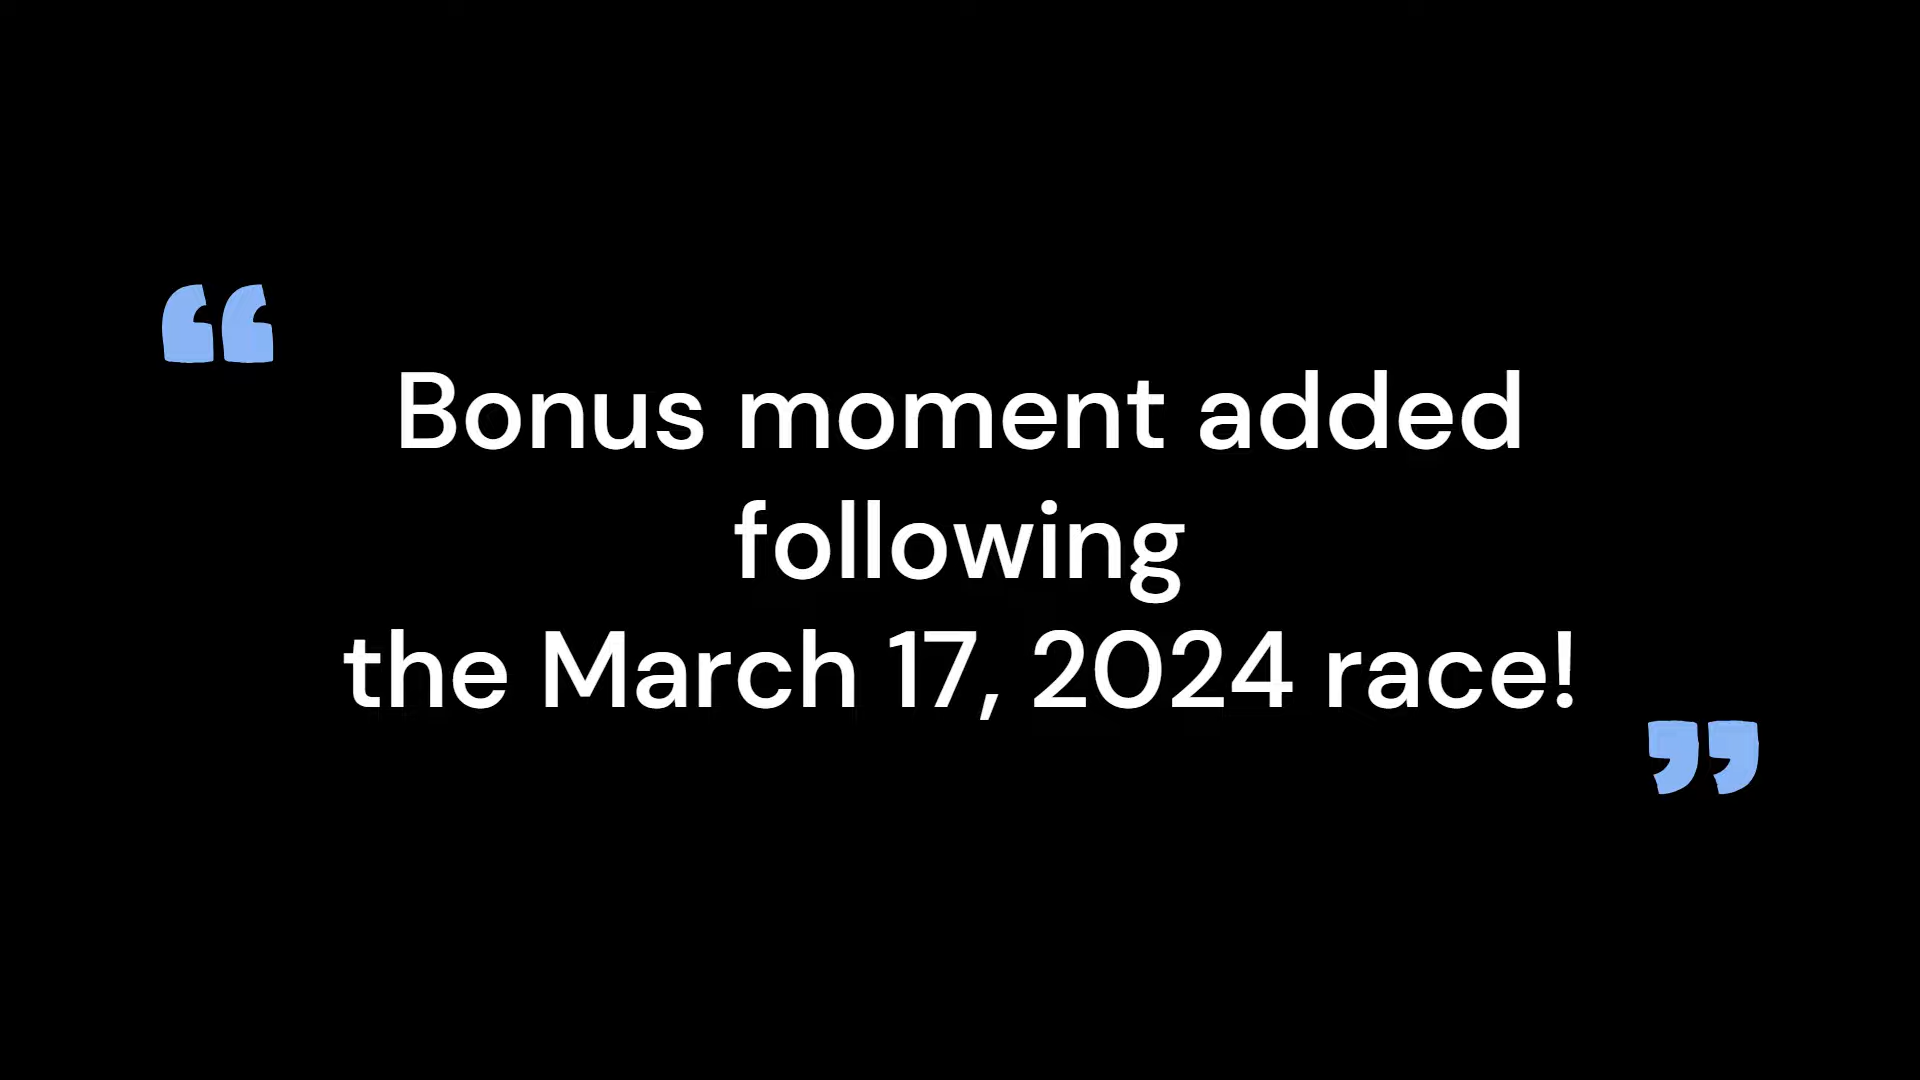 “
Bonus moment added
following
the March 17, 2024 race!
”